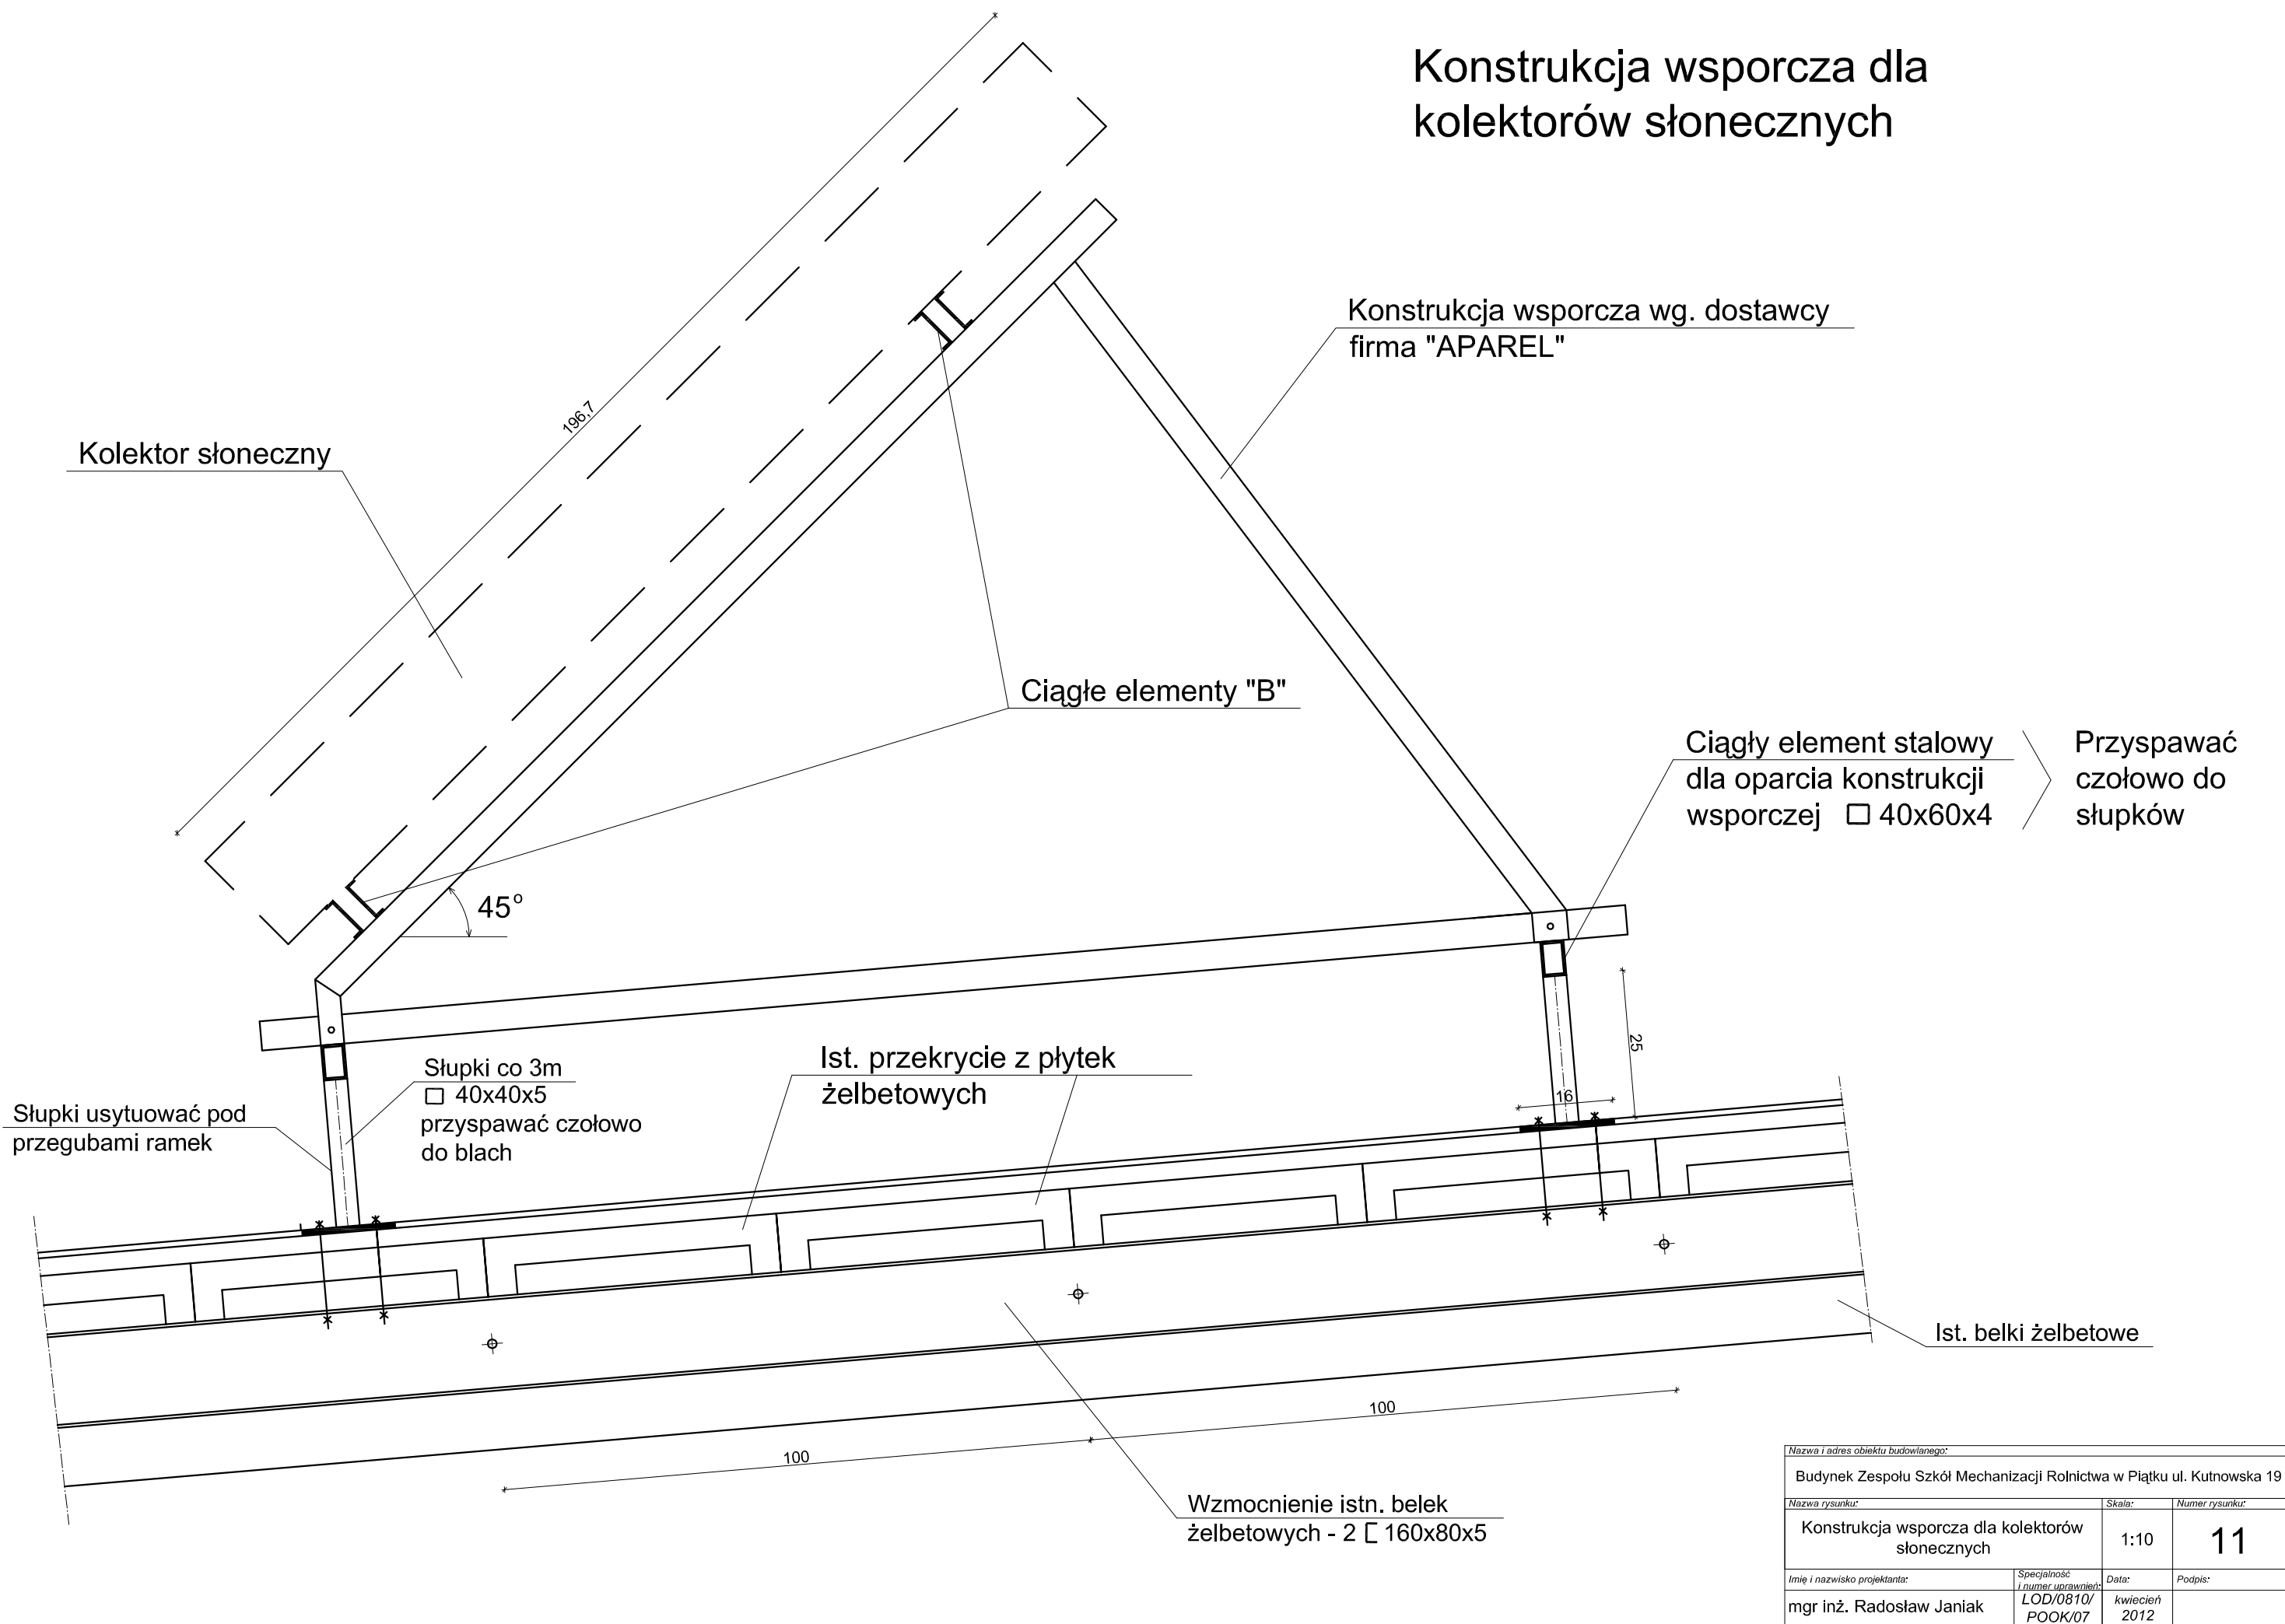 Konstrukcja wsporcza dla
kolektorów słonecznych
Konstrukcja wsporcza wg. dostawcy
firma "APAREL"
196,7
Kolektor słoneczny
Ciągłe elementy "B"
Ciągły element stalowy
dla oparcia konstrukcji
wsporczej 40x60x4
Przyspawać
czołowo do
słupków
45°
Słupki co 3m
40x40x5
przyspawać czołowo
do blach
Ist. przekrycie z płytek
żelbetowych
25
16
Słupki usytuować pod
przegubami ramek
Ist. belki żelbetowe
100
100
Wzmocnienie istn. belek
żelbetowych - 2 [ 160x80x5
Nazwa i adres obiektu budowlanego:
Budynek Zespołu Szkół Mechanizacji Rolnictwa w Piątku ul. Kutnowska 19
Nazwa rysunku:
Skala:
Numer rysunku:
Konstrukcja wsporcza dla kolektorów
słonecznych
1:10
11
Imię i nazwisko projektanta:
Specjalność
i numer uprawnień:
Data:
Podpis:
mgr inż. Radosław Janiak
LOD/0810/
POOK/07
kwiecień
2012